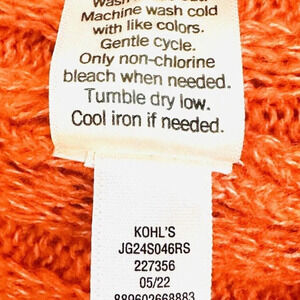 Machine wash cold
with like colors.
Gentle cycle.
Only non-chlorine
bleach when needed.
Tumble dry low.
Cool iron if needed.
KOHL'S
JG24S046RS
227356
05/22
889602668883